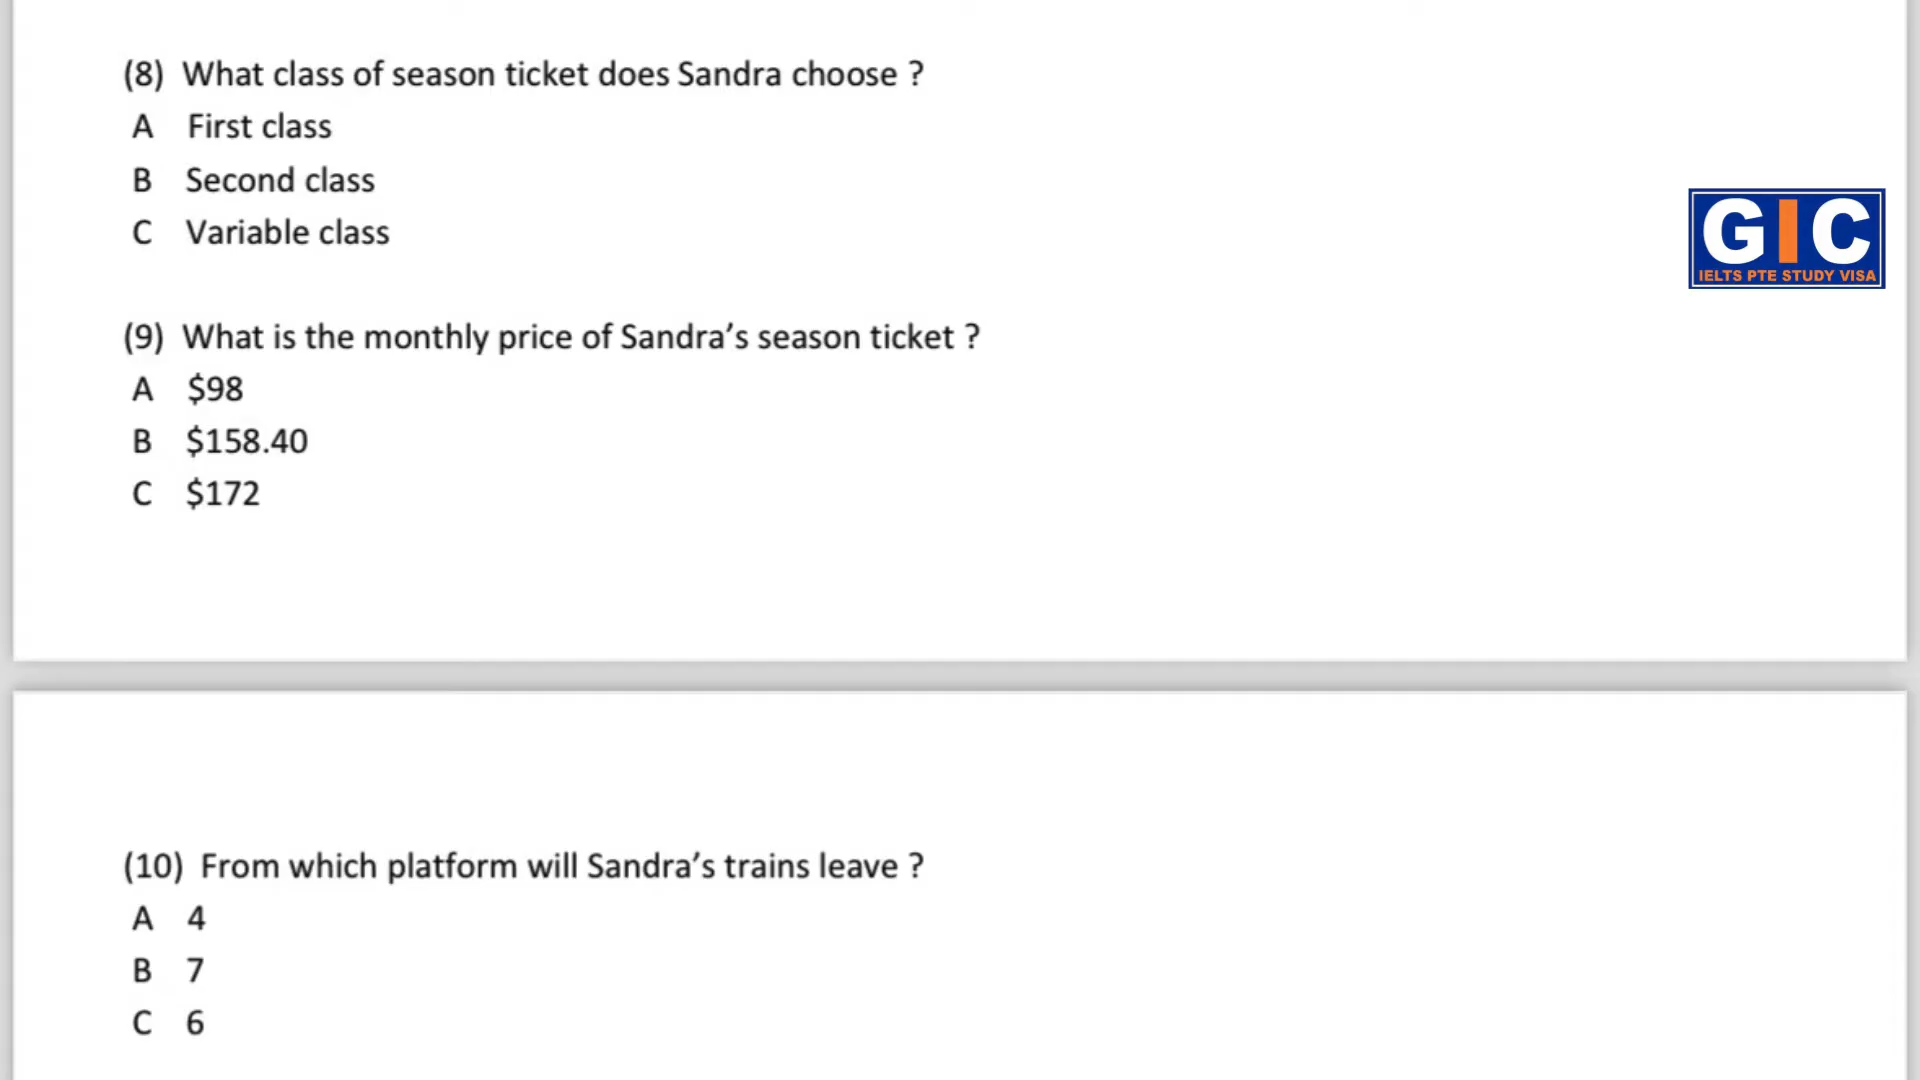 (8) What class of season ticket does Sandra choose ?
A First class
B Second class
C Variable class
GIC
IELTS PTE STUDY VISA
(9) What is the monthly price of Sandra’s season ticket ?
A $98
B $158.40
C $172
(10) From which platform will Sandra’s trains leave ?
A 4
B 7
C 6